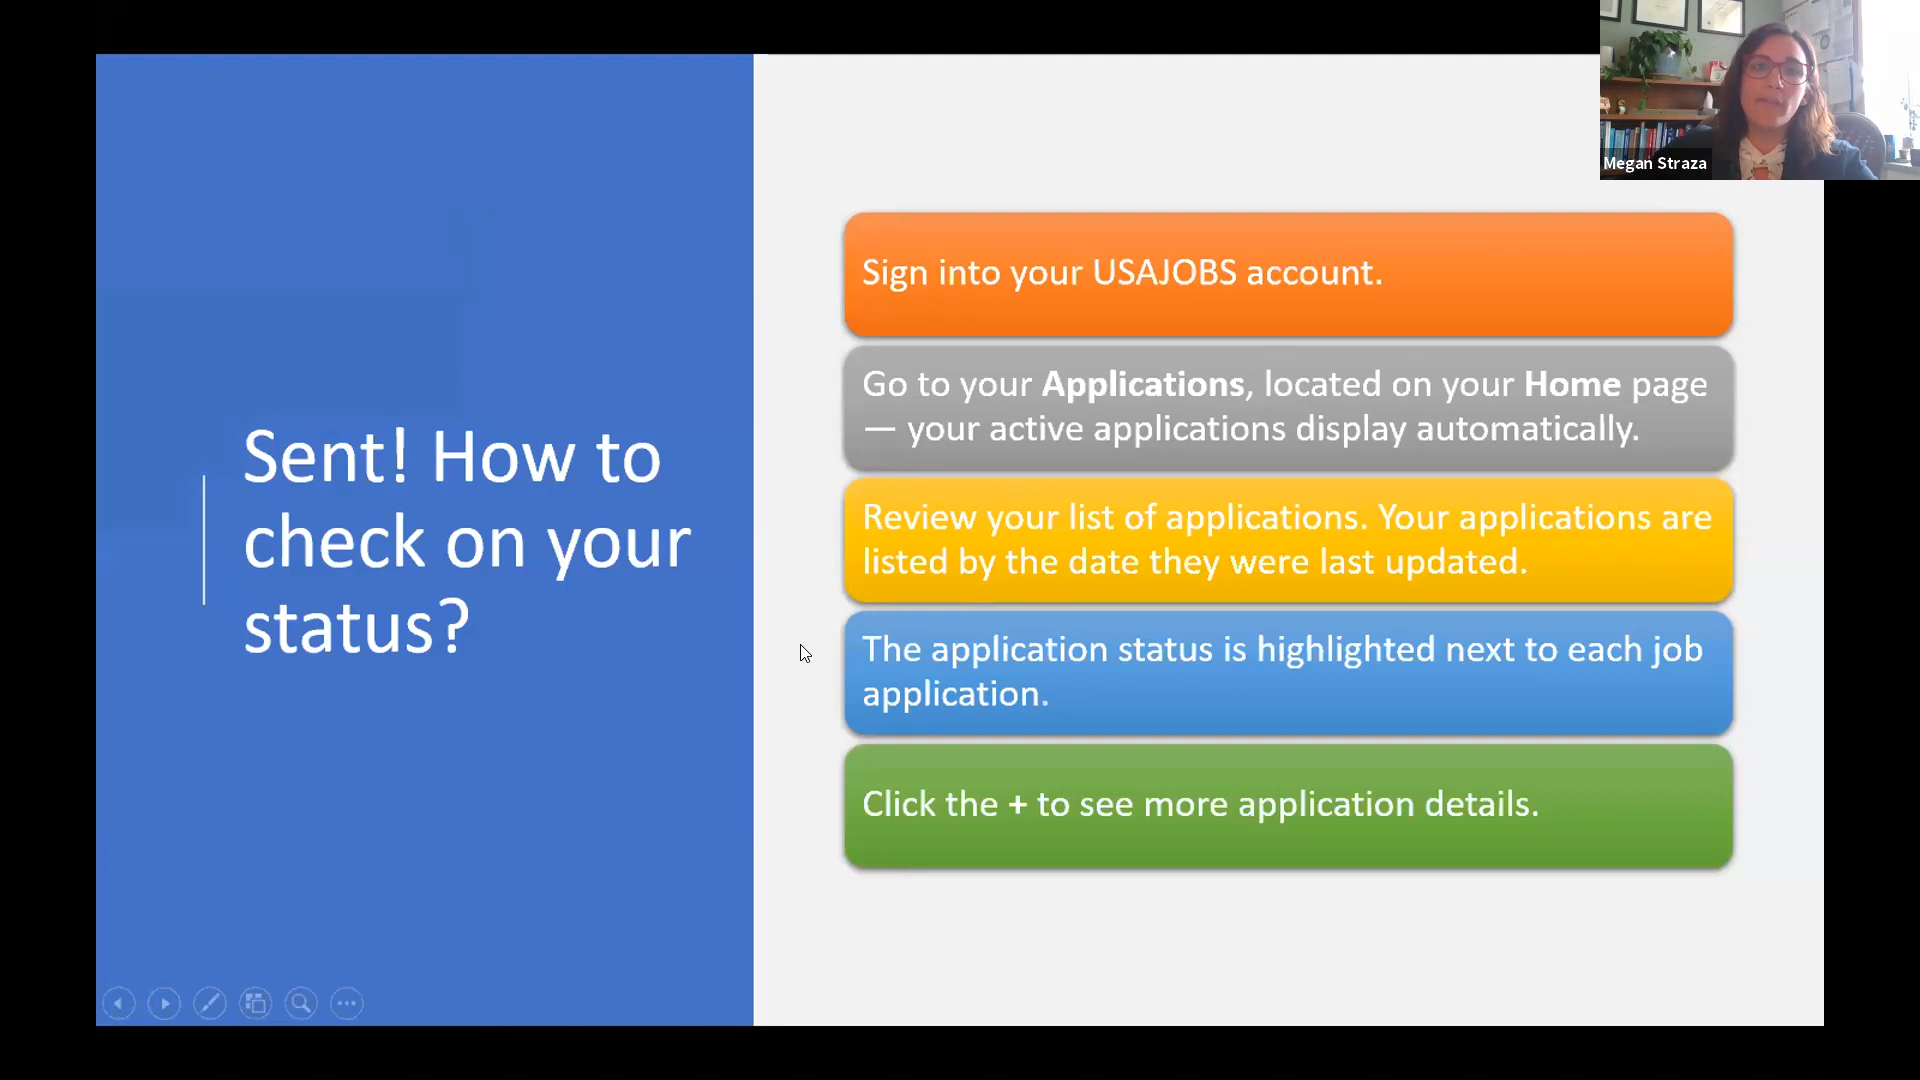 Megan Straza
Sent! How to
check on your
status?
Sign into your USAJOBS account.
Go to your Applications, located on your Home page
— your active applications display automatically.
Review your list of applications. Your applications are
listed by the date they were last updated.
The application status is highlighted next to each job
application.
Click the + to see more application details.